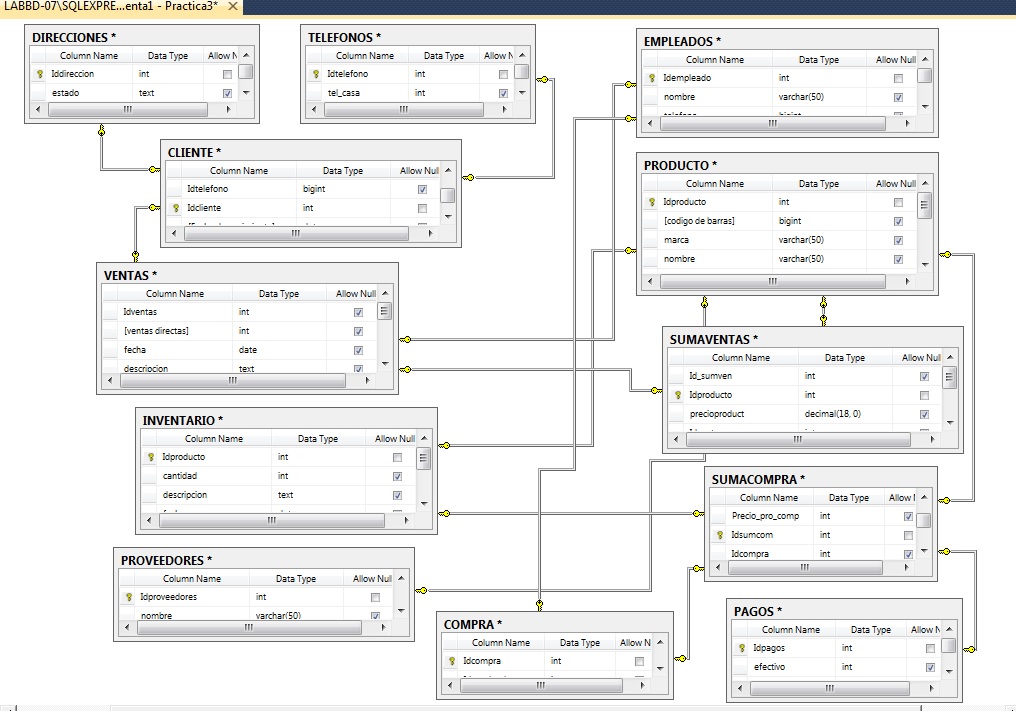 LABBD-07\SQLEXPRE...enta1 - Practica3* ×
DIRECCIONES *
Column Name Data Type Allow N
Iddireccion int
estado text
TELEFONOS *
Column Name Data Type Allow N
Idtelefono int
tel_casa int
EMPLEADOS *
Column Name Data Type Allow Null
Idempleado int
nombre varchar(50)
telefono bigint
CLIENTE *
Column Name Data Type Allow Null
Idtelefono bigint
Idcliente int
PRODUCTO *
Column Name Data Type Allow Null
Idproducto int
[codigo de barras] bigint
marca varchar(50)
nombre varchar(50)
VENTAS *
Column Name Data Type Allow Null
Idventas int
[ventas directas] int
fecha date
descripcion text
SUMAVENTAS *
Column Name Data Type Allow Nul
Id_sumven int
Idproducto int
precioproduct decimal(18, 0)
INVENTARIO *
Column Name Data Type Allow Null
Idproducto int
cantidad int
descripcion text
SUMACOMPRA *
Column Name Data Type Allow I
Precio_pro_comp int
Idsumcom int
Idcompra int
PROVEEDORES *
Column Name Data Type Allow Nul
Idproveedores int
nombre varchar(50)
COMPRA *
Column Name Data Type Allow N
Idcompra int
PAGOS *
Column Name Data Type Allow N
Idpagos int
efectivo int